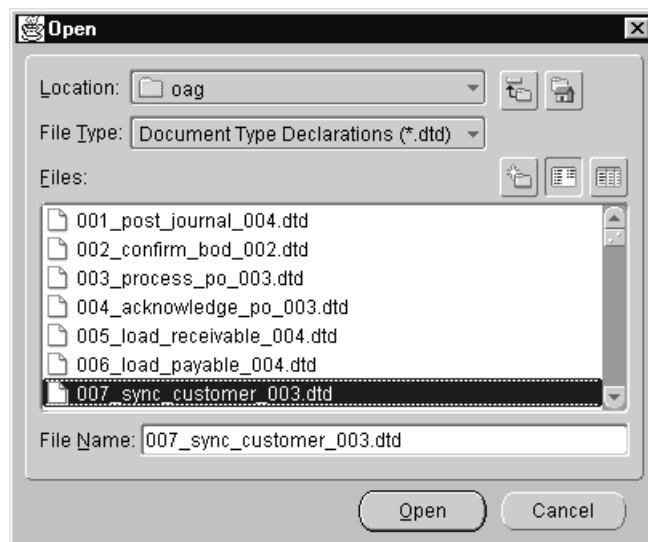 Open
Location: oag
File Type: Document Type Declarations (*.dtd)
Files:
001_post_journal_004.dtd
002_confirm_bod_002.dtd
003_process_po_003.dtd
004_acknowledge_po_003.dtd
005_load_receivable_004.dtd
006_load_payable_004.dtd
007_sync_customer_003.dtd
File Name: 007_sync_customer_003.dtd
Open Cancel